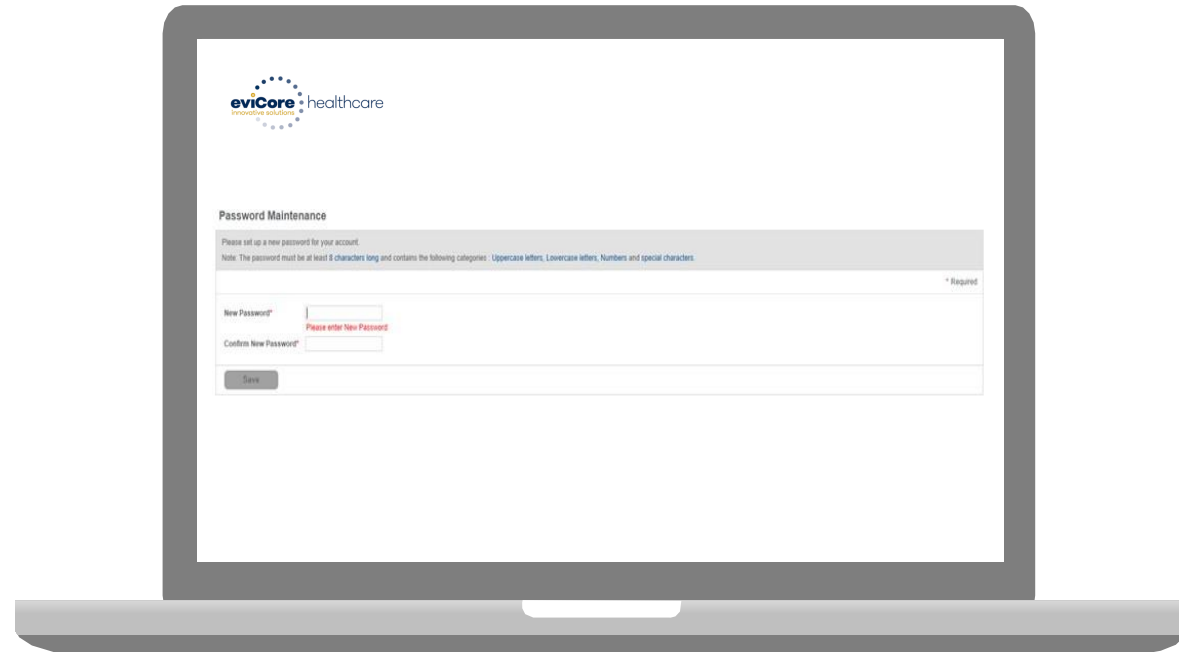 eviCore healthcare
innovative solutions
Password Maintenance
Please set up a new password for your account.
Note: The password must be at least 8 characters long and contains the following categories : Uppercase letters, Lowercase letters, Numbers and special characters.
* Required
New Password*
Please enter New Password
Confirm New Password*
Save